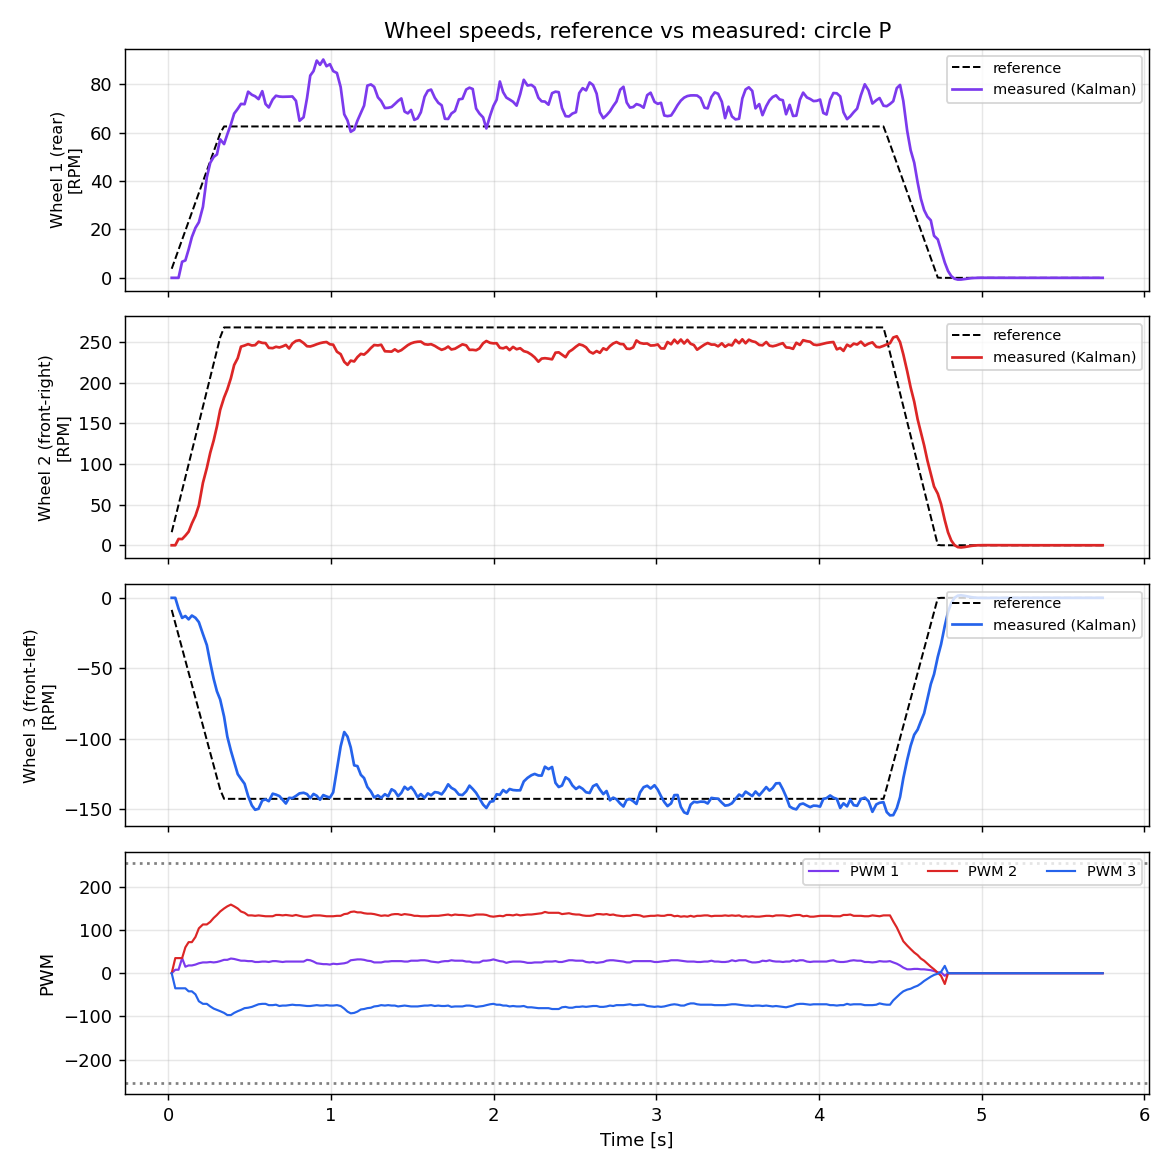 Wheel speeds, reference vs measured: circle P
Wheel 1 (rear)
[RPM]
80
60
40
20
0
reference
measured (Kalman)
Wheel 2 (front-right)
[RPM]
250
200
150
100
50
0
reference
measured (Kalman)
Wheel 3 (front-left)
[RPM]
0
−50
−100
−150
reference
measured (Kalman)
PWM
200
100
0
−100
−200
PWM 1
PWM 2
PWM 3
0
1
2
3
4
5
6
Time [s]